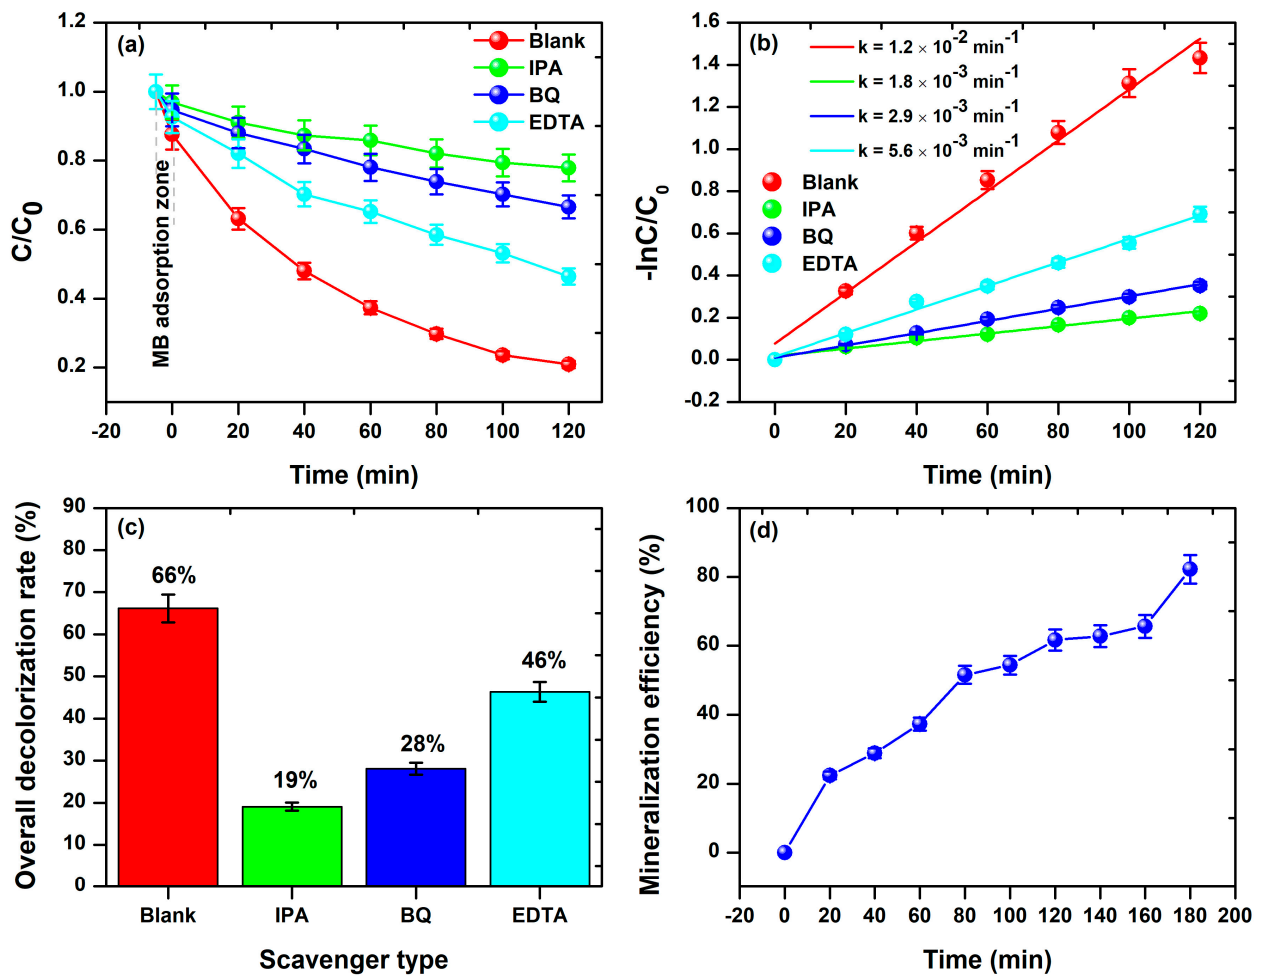 (a)
Blank
IPA
BQ
EDTA
1.2
1.0
0.8
0.6
0.4
0.2
C/C0
MB adsorption zone
-20 0 20 40 60 80 100 120
Time (min)
(b)
k = 1.2 × 10-2 min-1
k = 1.8 × 10-3 min-1
k = 2.9 × 10-3 min-1
k = 5.6 × 10-3 min-1
Blank
IPA
BQ
EDTA
-1.6
-1.4
1.2
1.0
0.8
0.6
0.4
0.2
0.0
-0.2
-lnC/C0
0 20 40 60 80 100 120
Time (min)
(c)
90
80
70
60
50
40
30
20
10
0
Overall decolorization rate (%)
66%
19%
28%
46%
Blank IPA BQ EDTA
Scavenger type
(d)
100
80
60
40
20
0
Mineralization efficiency (%)
-20 0 20 40 60 80 100 120 140 160 180 200
Time (min)